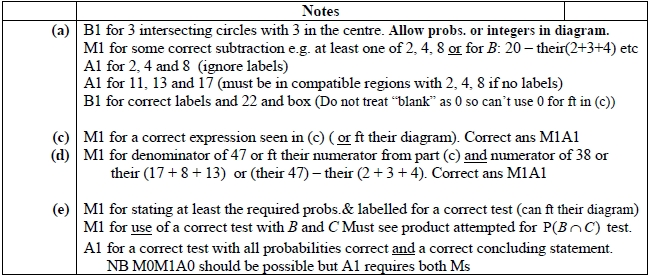 Notes
(a) B1 for 3 intersecting circles with 3 in the centre. Allow probs. or integers in diagram.
M1 for some correct subtraction e.g. at least one of 2, 4, 8 or for B: 20 – their(2+3+4) etc
A1 for 2, 4 and 8 (ignore labels)
A1 for 11, 13 and 17 (must be in compatible regions with 2, 4, 8 if no labels)
B1 for correct labels and 22 and box (Do not treat “blank” as 0 so can’t use 0 for ft in (c))
(c) M1 for a correct expression seen in (c) ( or ft their diagram). Correct ans M1A1
(d) M1 for denominator of 47 or ft their numerator from part (c) and numerator of 38 or
their (17 + 8 + 13) or (their 47) – their (2 + 3 + 4). Correct ans M1A1
(e) M1 for stating at least the required probs.& labelled for a correct test (can ft their diagram)
M1 for use of a correct test with B and C Must see product attempted for P(B∩C) test.
A1 for a correct test with all probabilities correct and a correct concluding statement.
NB M0M1A0 should be possible but A1 requires both Ms